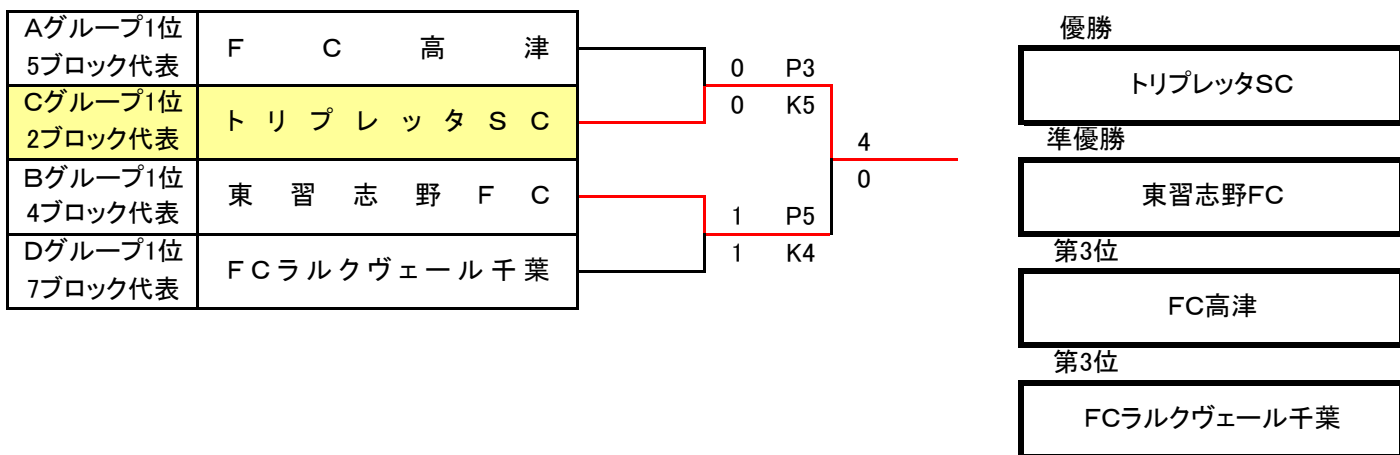 Aグループ1位
5ブロック代表
F C 高 津
Cグループ1位
2ブロック代表
ト リ プ レ ッ タ S C
Bグループ1位
4ブロック代表
東 習 志 野 F C
Dグループ1位
7ブロック代表
FCラルクヴェール千葉
0 P3
0 K5
4
0
1 P5
1 K4
優勝
トリプレッタSC
準優勝
東習志野FC
第3位
FC高津
第3位
FCラルクヴェール千葉